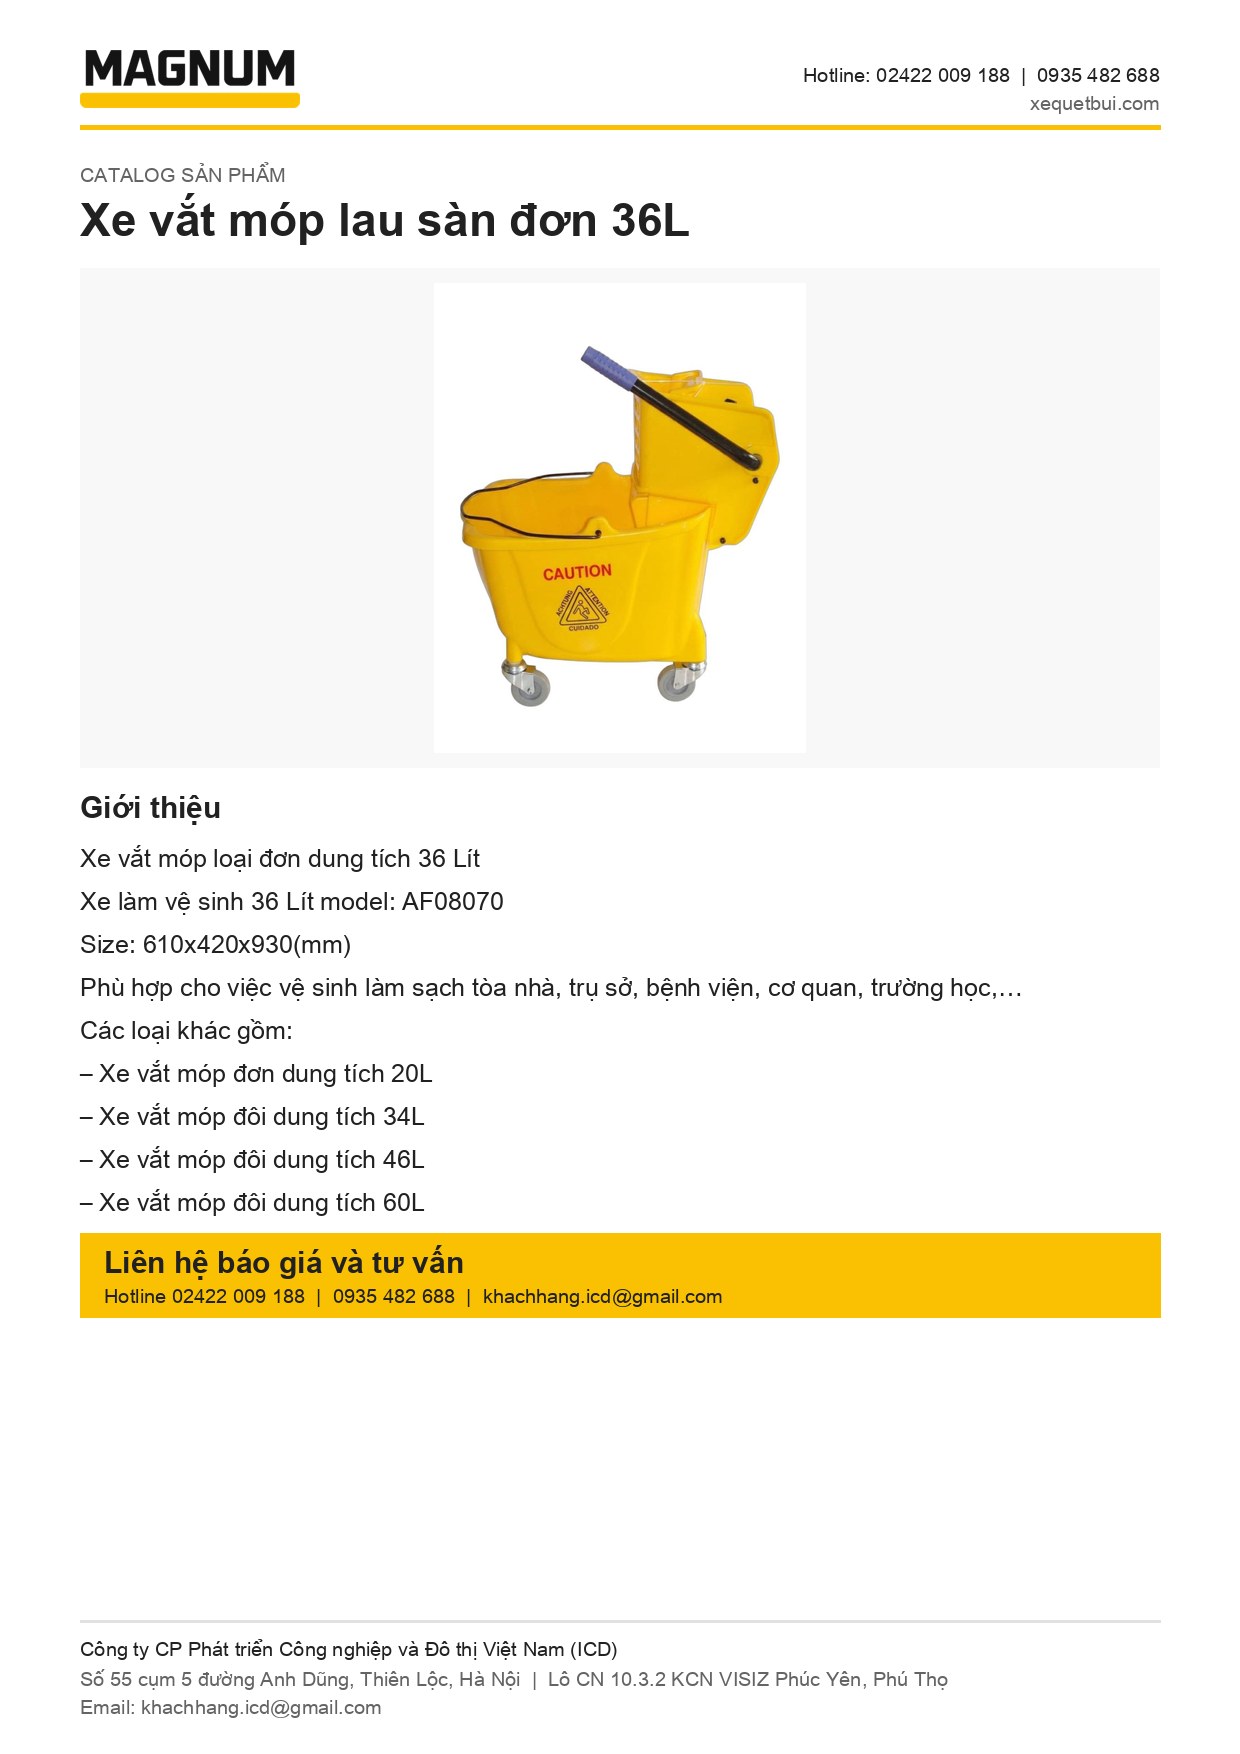 MAGNUM
Hotline: 02422 009 188 | 0935 482 688
xequetbui.com
CATALOG SẢN PHẨM
Xe vắt móp lau sàn đơn 36L
CAUTION
ACHTUNG
ATTENTION
CUIDADO
Giới thiệu
Xe vắt móp loại đơn dung tích 36 Lít
Xe làm vệ sinh 36 Lít model: AF08070
Size: 610x420x930(mm)
Phù hợp cho việc vệ sinh làm sạch tòa nhà, trụ sở, bệnh viện, cơ quan, trường học,…
Các loại khác gồm:
– Xe vắt móp đơn dung tích 20L
– Xe vắt móp đôi dung tích 34L
– Xe vắt móp đôi dung tích 46L
– Xe vắt móp đôi dung tích 60L
Liên hệ báo giá và tư vấn
Hotline 02422 009 188 | 0935 482 688 | khachhang.icd@gmail.com
Công ty CP Phát triển Công nghiệp và Đô thị Việt Nam (ICD)
Số 55 cụm 5 đường Anh Dũng, Thiên Lộc, Hà Nội | Lô CN 10.3.2 KCN VISIZ Phúc Yên, Phú Thọ
Email: khachhang.icd@gmail.com